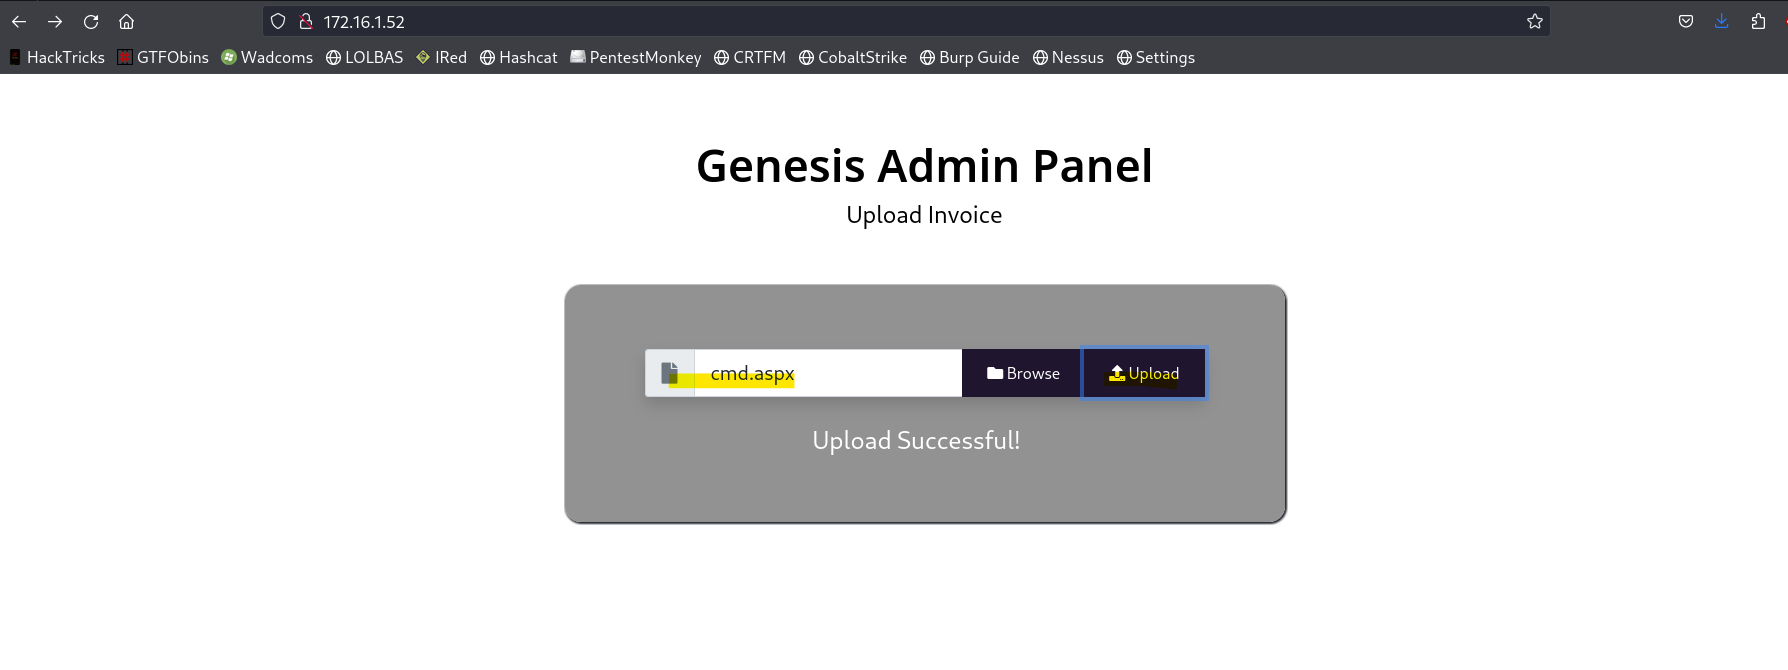 172.16.1.52
HackTricks GTFObins Wadcoms LOLBAS IRed Hashcat PentestMonkey CRTFM CobaltStrike Burp Guide Nessus Settings
Genesis Admin Panel
Upload Invoice
cmd.aspx Browse Upload
Upload Successful!